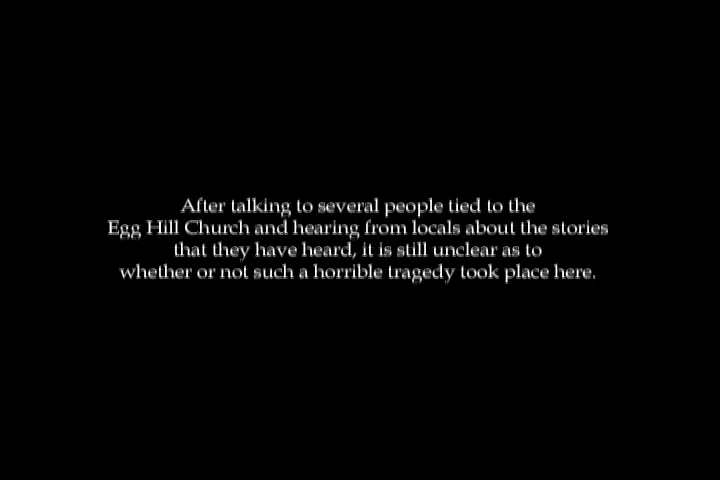 After talking to several people tied to the
Egg Hill Church and hearing from locals about the stories
that they have heard, it is still unclear as to
whether or not such a horrible tragedy took place here.